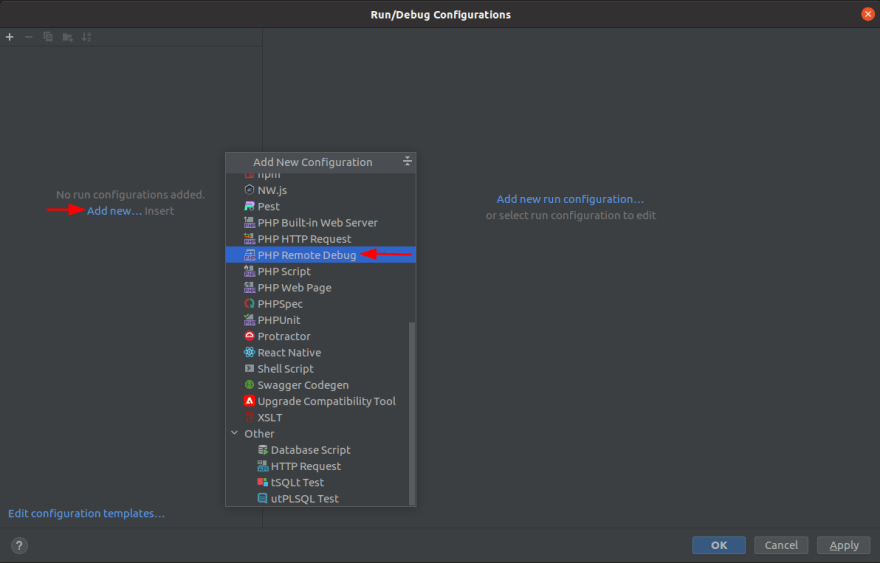 Run/Debug Configurations
No run configurations added.
Add new... Insert
Edit configuration templates...
Add New Configuration
npm
NW.js
Pest
PHP Built-in Web Server
PHP HTTP Request
PHP Remote Debug
PHP Script
PHP Web Page
PHPSpec
PHPUnit
Protractor
React Native
Shell Script
Swagger Codegen
Upgrade Compatibility Tool
XSLT
Other
Database Script
HTTP Request
tSQLt Test
utPLSQL Test
Add new run configuration...
or select run configuration to edit
?
OK
Cancel
Apply